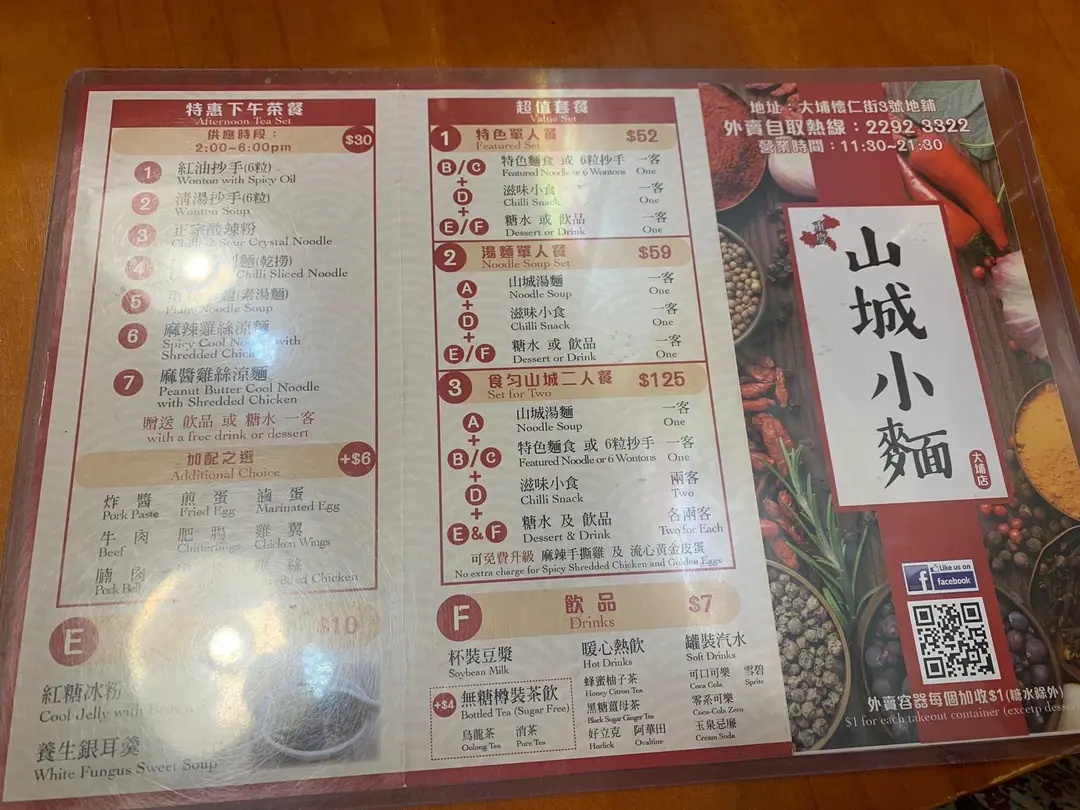 特惠下午茶餐
Afternoon Tea Set
供應時段：
2:00~6:00pm
$30
1 紅油抄手(6粒)
Wonton with Spicy Oil
2 清湯抄手(6粒)
Wonton Soup
3 正宗酸辣粉
Chilli & Sour Crystal Noodle
4 麵(乾撈)
Chilli Sliced Noodle
5 麵(素湯麵)
Plain Noodle Soup
6 麻辣雞絲涼麵
Spicy Cool Noodle with
Shredded Chicken
7 麻醬雞絲涼麵
Peanut Butter Cool Noodle
with Shredded Chicken
贈送 飲品 或 糖水 一客
with a free drink or dessert
加配之選 +$6
Additional Choice
炸醬 煎蛋 滷蛋
Pork Paste Fried Egg Marinated Egg
牛肉 肥腸 雞翼
Beef Chitterlings Chicken Wings
腩肉 絲
Pork Belly Shredded Chicken
E $10
紅糖冰粉
Cool Jelly with Brown
養生銀耳羹
White Fungus Sweet Soup
超值套餐
Value Set
1 特色單人餐 $52
Featured Set
B/C 特色麵食 或 6粒抄手 一客
Featured Noodle or 6 Wontons One
+
D 滋味小食 一客
Chilli Snack One
+
E/F 糖水 或 飲品 一客
Dessert or Drink One
2 湯麵單人餐 $59
Noodle Soup Set
A 山城湯麵 一客
Noodle Soup One
+
D 滋味小食 一客
Chilli Snack One
+
E/F 糖水 或 飲品 一客
Dessert or Drink One
3 食勻山城二人餐 $125
Set for Two
A 山城湯麵 一客
Noodle Soup One
+
B/C 特色麵食 或 6粒抄手 一客
Featured Noodle or 6 Wontons One
+
D 滋味小食 兩客
Chilli Snack Two
+
E&F 糖水 及 飲品 各兩客
Dessert & Drink Two for Each
可免費升級 麻辣手撕雞 及 流心黃金皮蛋
No extra charge for Spicy Shredded Chicken and Golden Eggs
F 飲品 $7
Drinks
杯裝豆漿
Soybean Milk
+$4 無糖樽裝茶飲
Bottled Tea (Sugar Free)
烏龍茶 清茶
Oolong Tea Pure Tea
暖心熱飲
Hot Drinks
蜂蜜柚子茶
Honey Citron Tea
黑糖薑母茶
Black Sugar Ginger Tea
好立克 阿華田
Horlick Ovaltine
罐裝汽水
Soft Drinks
可口可樂 雪碧
Coca Cola Sprite
零系可樂
Coca-Cola Zero
玉泉忌廉
Cream Soda
地址：大埔檜仁街3號地鋪
外賣自取熱線：2292 3322
營業時間：11:30~21:30
重慶
山城小麵
大埔店
Like us on
facebook
外賣容器每個加收$1(糖水除外)
$1 for each takeout container (excetp desse